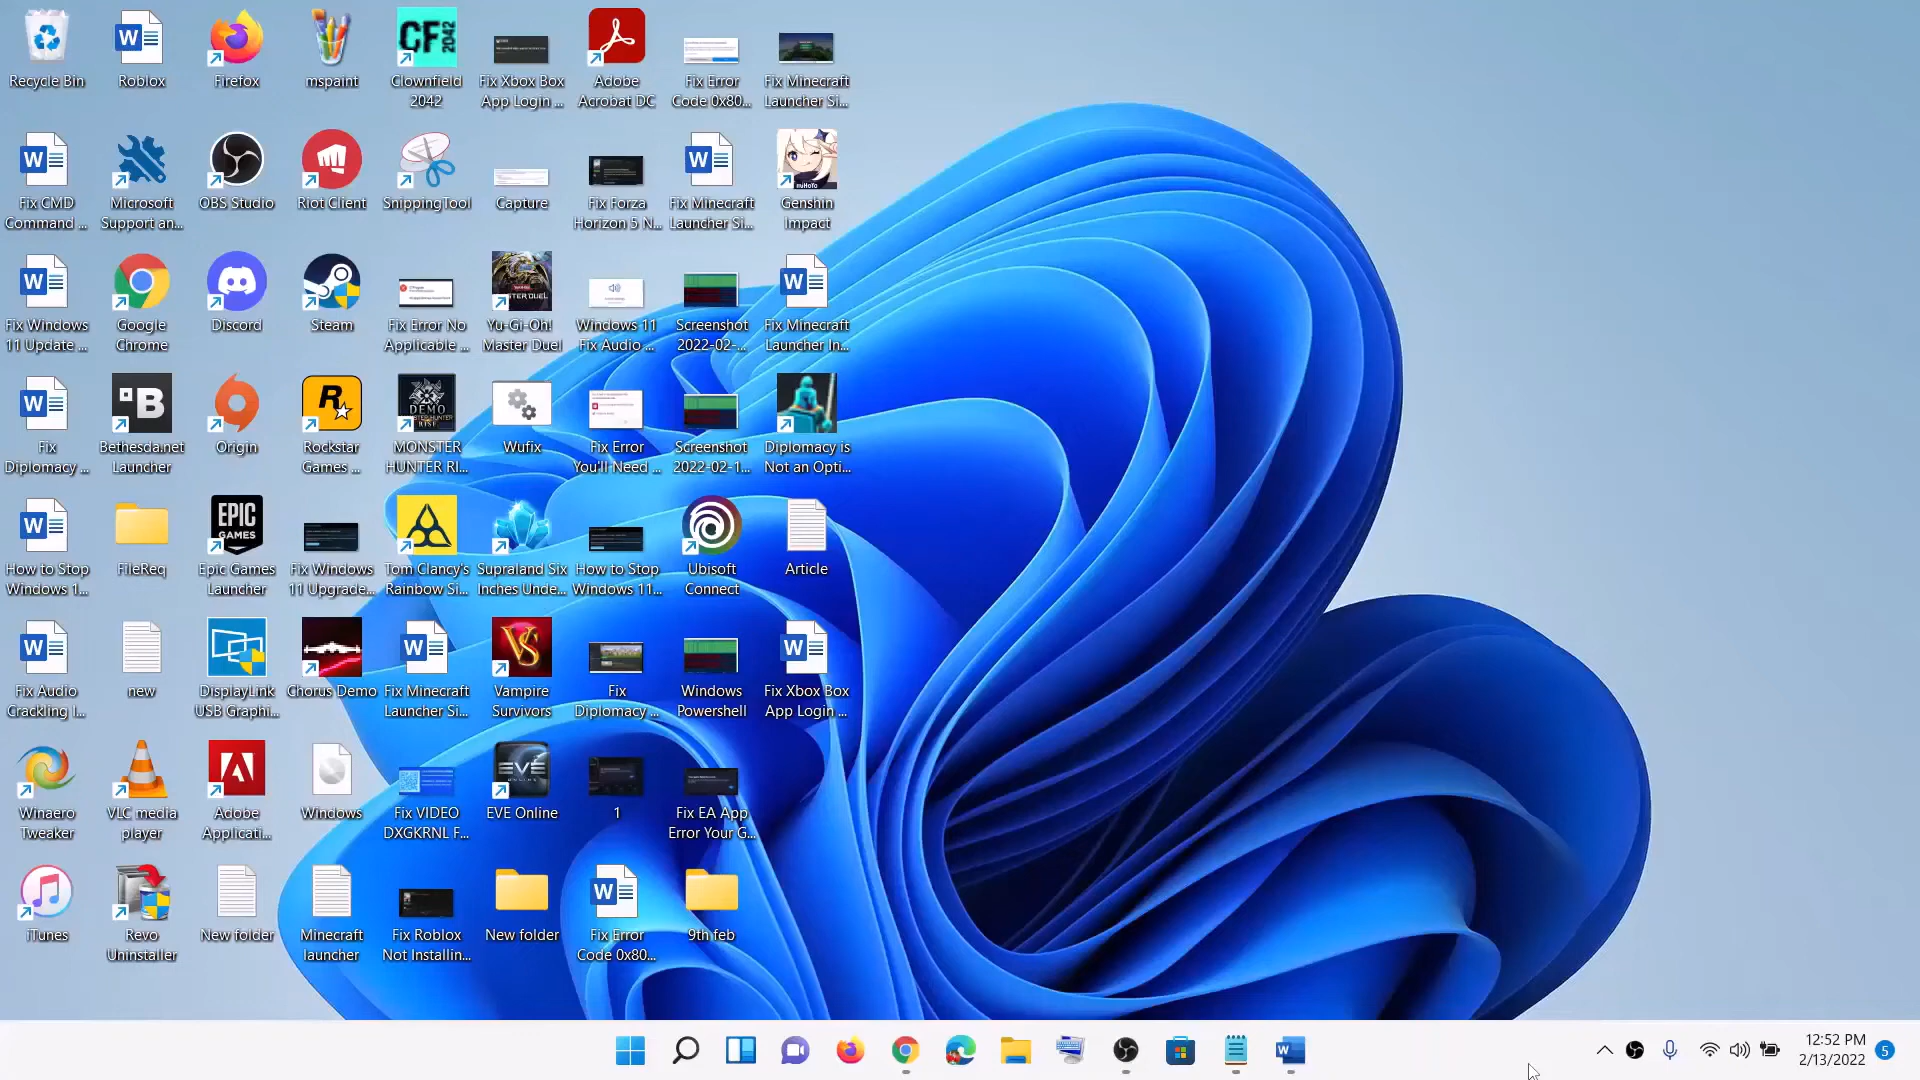 Recycle Bin
Roblox
Firefox
mspaint
Clownfield
2042
Fix Xbox Box
App Login ...
Adobe
Acrobat DC
Fix Error
Code 0x80...
Fix Minecraft
Launcher Si...
CF 2042
Fix CMD
Command ...
Microsoft
Support an...
OBS Studio
Riot Client
SnippingTool
Capture
Fix Forza
Horizon 5 N...
Fix Minecraft
Launcher Si...
miHoYo
Genshin
Impact
Fix Windows
11 Update ...
Google
Chrome
Discord
Steam
Fix Error No
Applicable ...
Yu-Gi-Oh!
Master Duel
Windows 11
Fix Audio ...
Screenshot
2022-02-...
Fix Minecraft
Launcher In...
Fix
Diplomacy ...
Bethesda.net
Launcher
Origin
Rockstar
Games ...
DEMO
MONSTER
HUNTER RI...
Wufix
Fix Error
You'll Need ...
Screenshot
2022-02-1...
Diplomacy is
Not an Opti...
How to Stop
Windows 1...
FileReq
EPIC
GAMES
Epic Games
Launcher
Fix Windows
11 Upgrade...
Tom Clancy's
Rainbow Si...
Supraland Six
Inches Unde...
How to Stop
Windows 11...
Ubisoft
Connect
Article
Fix Audio
Crackling I...
new
DisplayLink
USB Graphi...
Chorus Demo
Fix Minecraft
Launcher Si...
VS
Vampire
Survivors
Fix
Diplomacy ...
Windows
Powershell
Fix Xbox Box
App Login ...
Winaero
Tweaker
VLC media
player
Adobe
Applicati...
Windows
Fix VIDEO
DXGKRNL F...
EVE
EVE Online
1
Fix EA App
Error Your G...
iTunes
Revo
Uninstaller
New folder
Minecraft
launcher
Fix Roblox
Not Installin...
New folder
Fix Error
Code 0x80...
9th feb
12:52 PM
2/13/2022
5